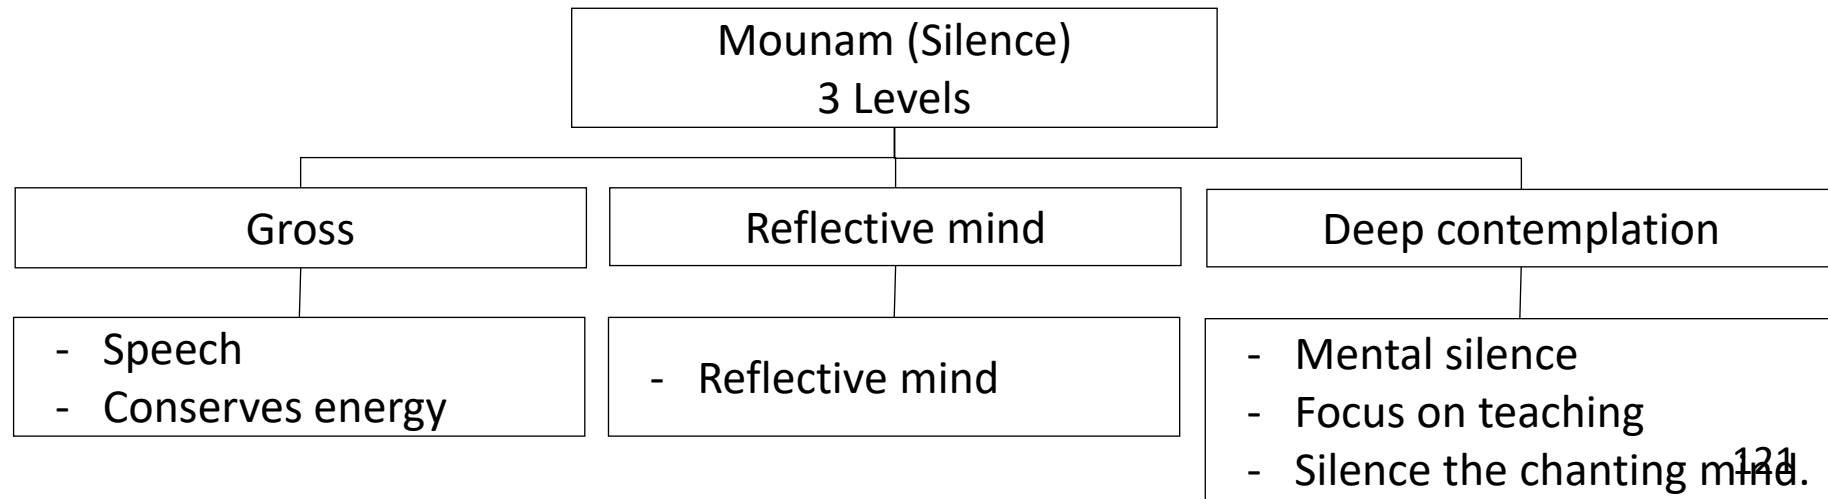 Mounam (Silence)
3 Levels
Gross
Reflective mind
Deep contemplation
- Speech
- Conserves energy
- Reflective mind
- Mental silence
- Focus on teaching
- Silence the chanting mind.
121